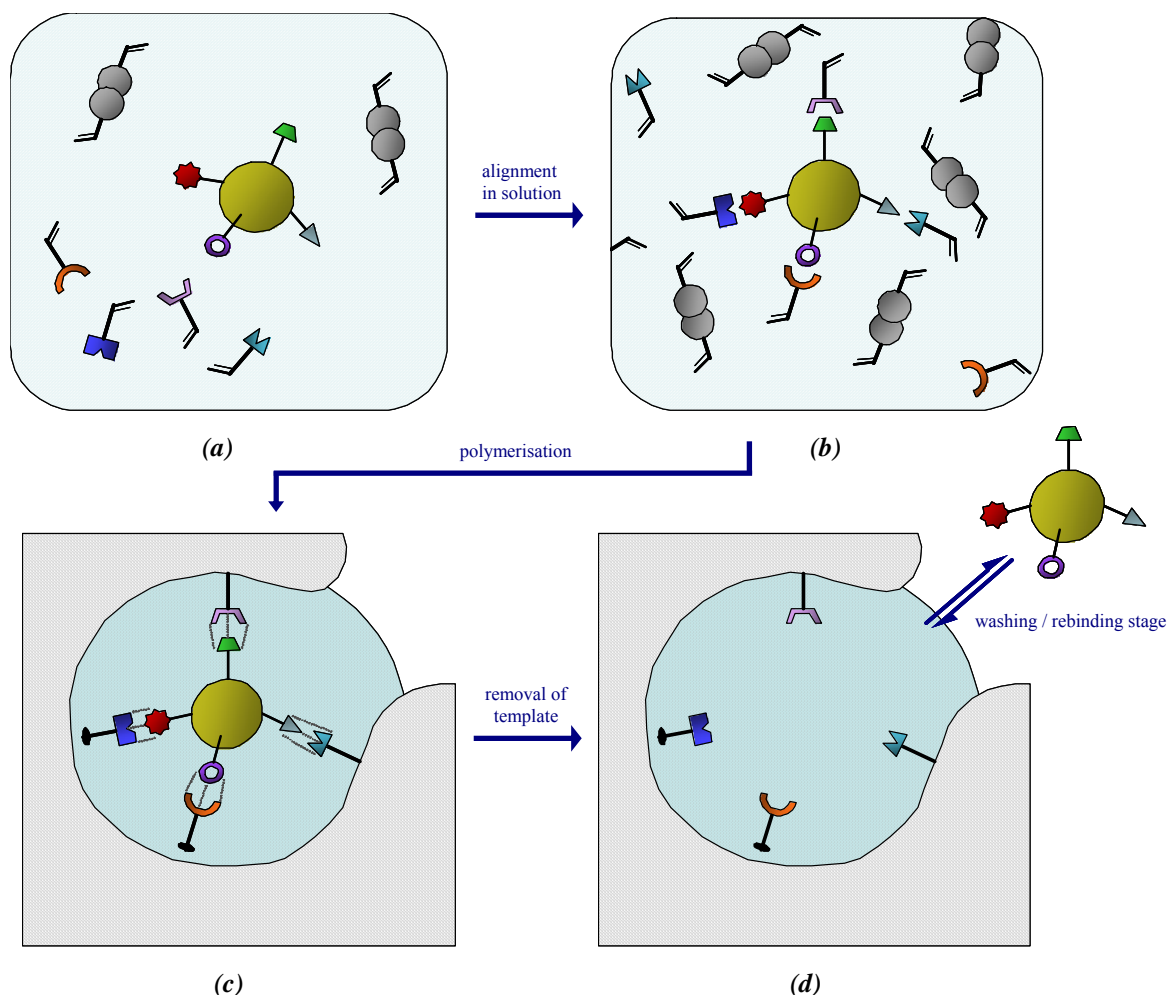 alignment
in solution
(a)
(b)
polymerisation
washing / rebinding stage
removal of
template
(c)
(d)